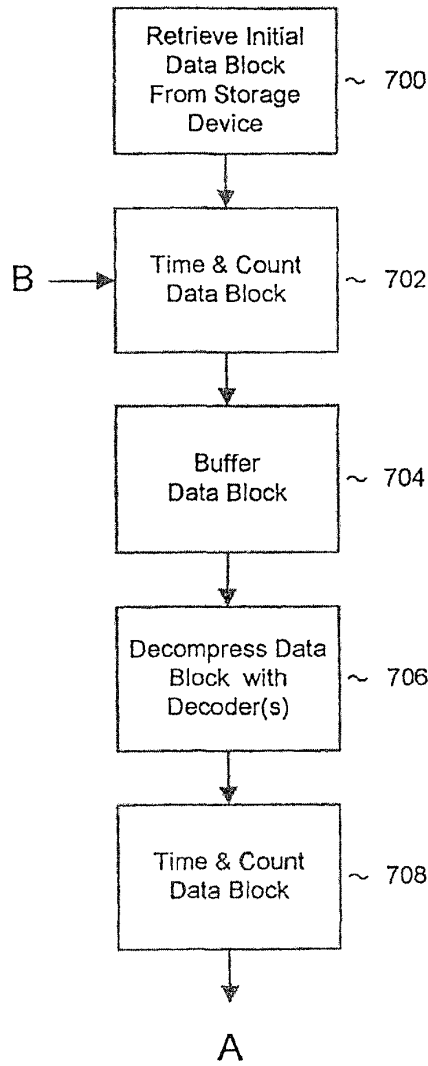 Retrieve Initial
Data Block
From Storage
Device
~ 700
B
Time & Count
Data Block
~ 702
Buffer
Data Block
~ 704
Decompress Data
Block with
Decoder(s)
~ 706
Time & Count
Data Block
~ 708
A